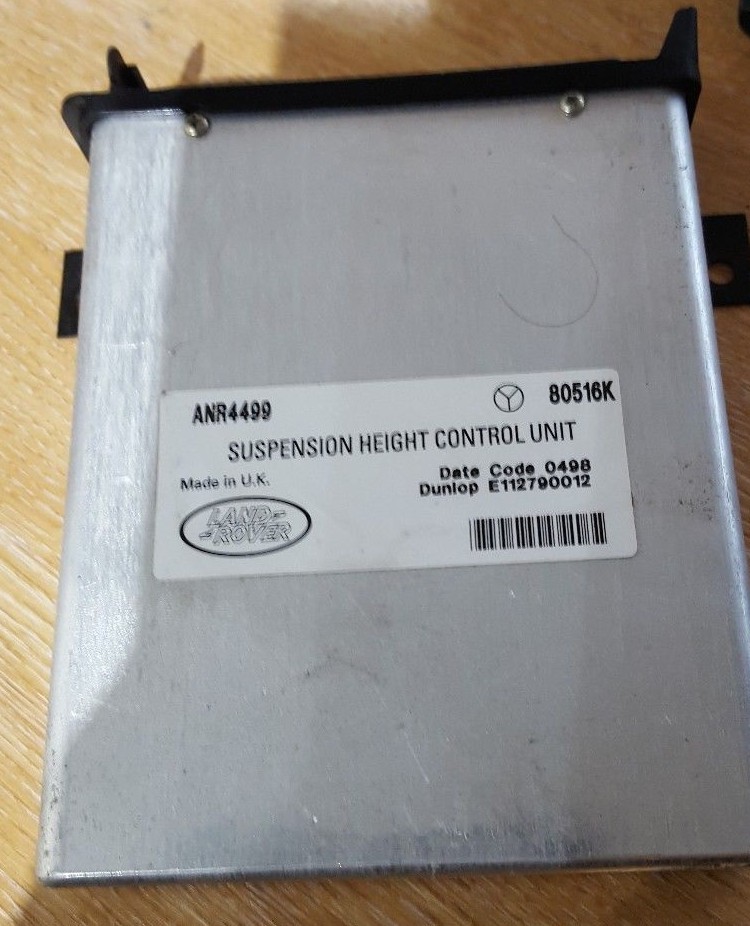 ANR4499
80516K
SUSPENSION HEIGHT CONTROL UNIT
Date Code 0498
Made in U.K.
Dunlop E112790012
LAND-
-ROVER